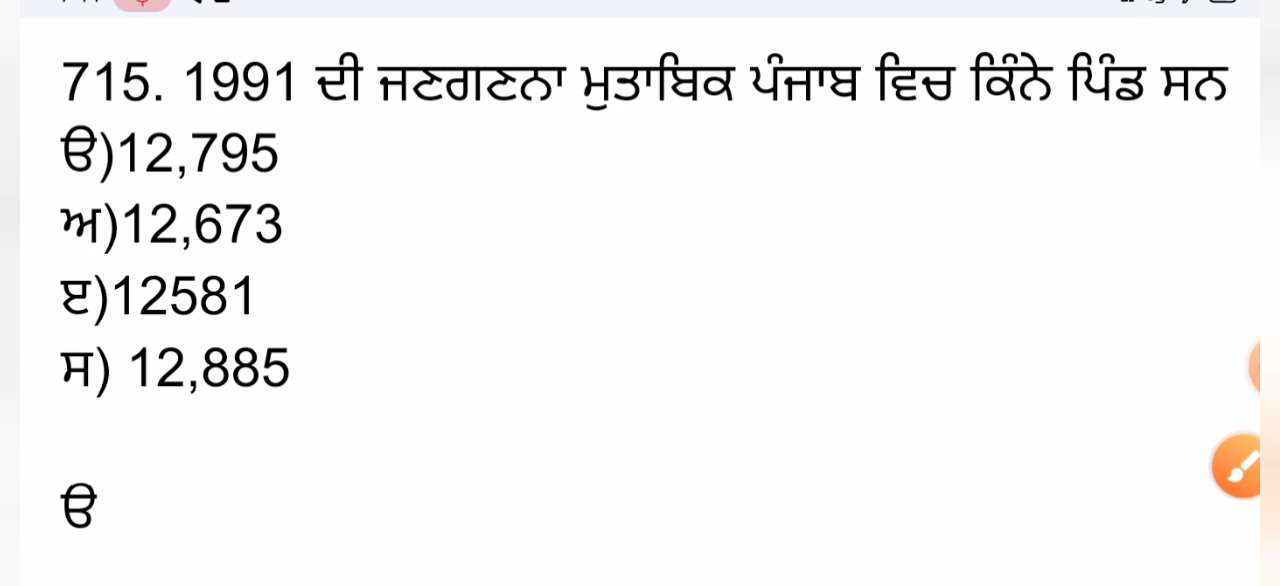 715. 1991 ਦੀ ਜਣਗਣਨਾ ਮੁਤਾਬਿਕ ਪੰਜਾਬ ਵਿਚ ਕਿੰਨੇ ਪਿੰਡ ਸਨ
ੳ)12,795
ਅ)12,673
ੲ)12581
ਸ) 12,885
ੳ